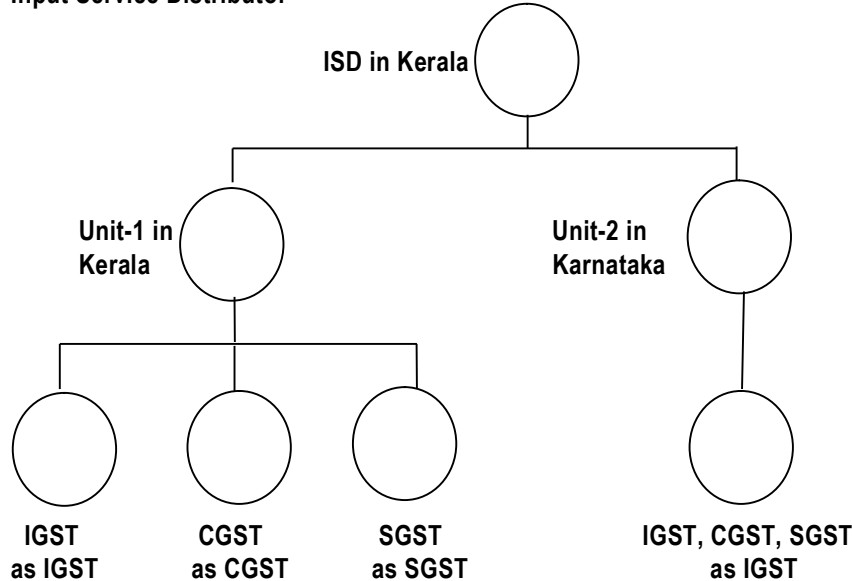 Input Service Distributor
ISD in Kerala
Unit-1 in
Kerala
Unit-2 in
Karnataka
IGST
as IGST
CGST
as CGST
SGST
as SGST
IGST, CGST, SGST
as IGST